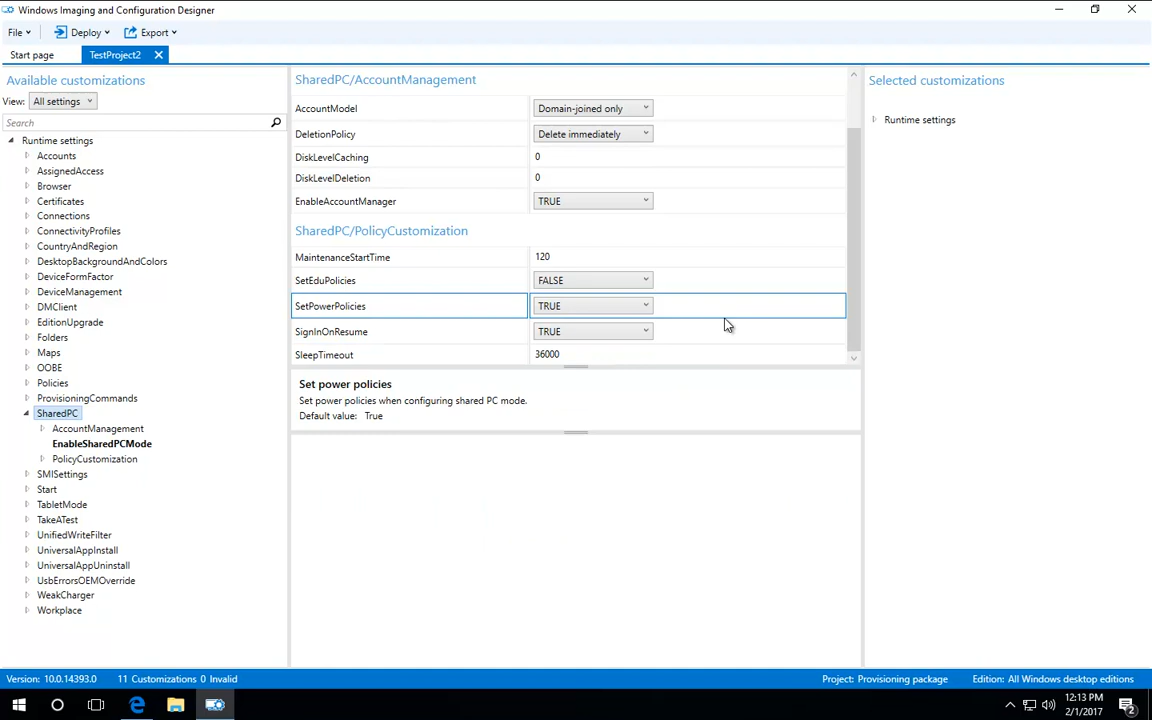 Windows Imaging and Configuration Designer
File
Deploy
Export
Start page
TestProject2
Available customizations
View: All settings
Search
Runtime settings
Accounts
AssignedAccess
Browser
Certificates
Connections
ConnectivityProfiles
CountryAndRegion
DesktopBackgroundAndColors
DeviceFormFactor
DeviceManagement
DMClient
EditionUpgrade
Folders
Maps
OOBE
Policies
ProvisioningCommands
SharedPC
AccountManagement
EnableSharedPCMode
PolicyCustomization
SMISettings
Start
TabletMode
TakeATest
UnifiedWriteFilter
UniversalAppInstall
UniversalAppUninstall
UsbErrorsOEMOverride
WeakCharger
Workplace
SharedPC/AccountManagement
AccountModel Domain-joined only
DeletionPolicy Delete immediately
DiskLevelCaching 0
DiskLevelDeletion 0
EnableAccountManager TRUE
SharedPC/PolicyCustomization
MaintenanceStartTime 120
SetEduPolicies FALSE
SetPowerPolicies TRUE
SignInOnResume TRUE
SleepTimeout 36000
Set power policies
Set power policies when configuring shared PC mode.
Default value: True
Selected customizations
Runtime settings
Version: 10.0.14393.0 11 Customizations 0 Invalid Project: Provisioning package Edition: All Windows desktop editions
12:13 PM
2/1/2017
2